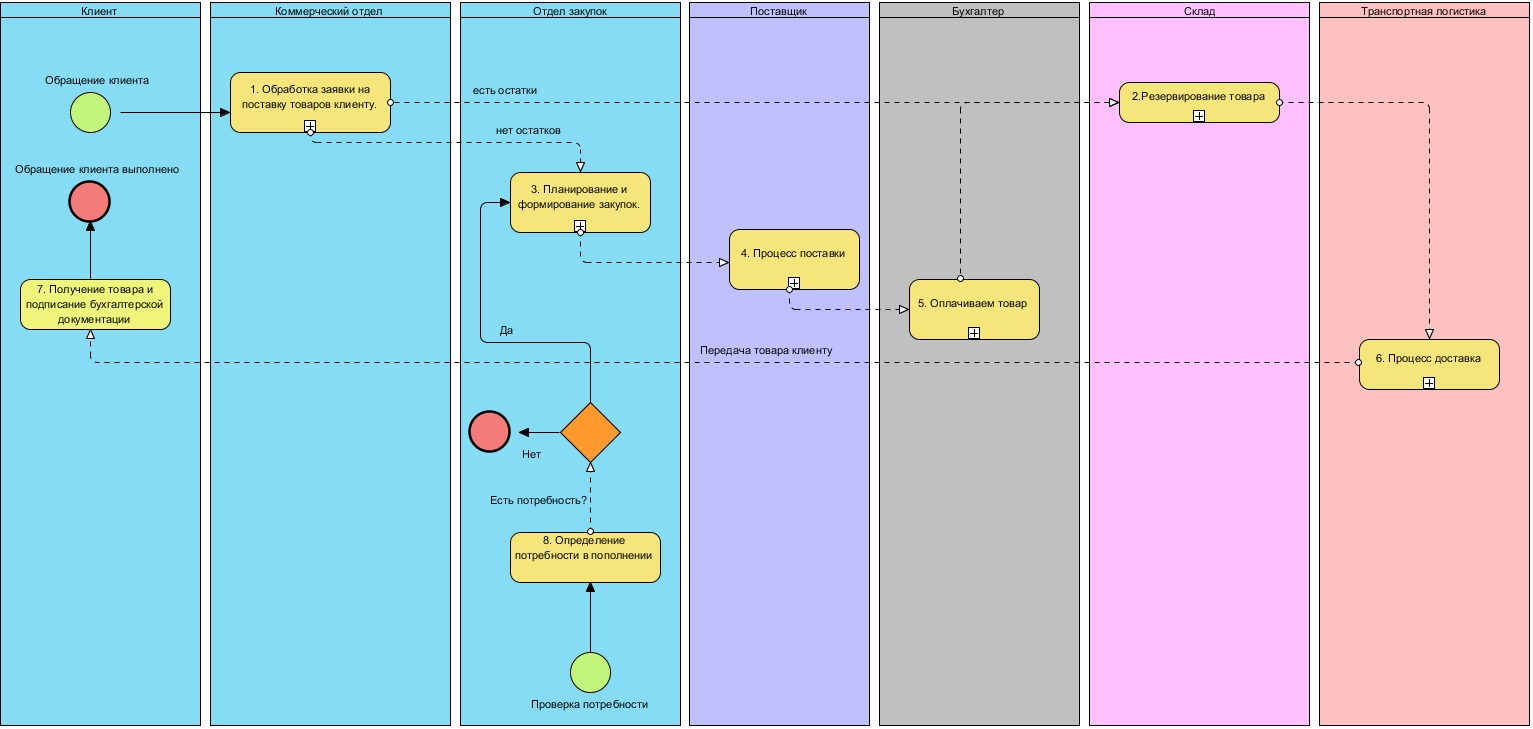 Клиент
Коммерческий отдел
Отдел закупок
Поставщик
Бухгалтер
Склад
Транспортная логистика
Обращение клиента
1. Обработка заявки на
поставку товаров клиенту.
есть остатки
2.Резервирование товара
нет остатков
Обращение клиента выполнено
3. Планирование и
формирование закупок.
4. Процесс поставки
7. Получение товара и
подписание бухгалтерской
документации
5. Оплачиваем товар
Да
Передача товара клиенту
6. Процесс доставка
Нет
Есть потребность?
8. Определение
потребности в пополнении
Проверка потребности